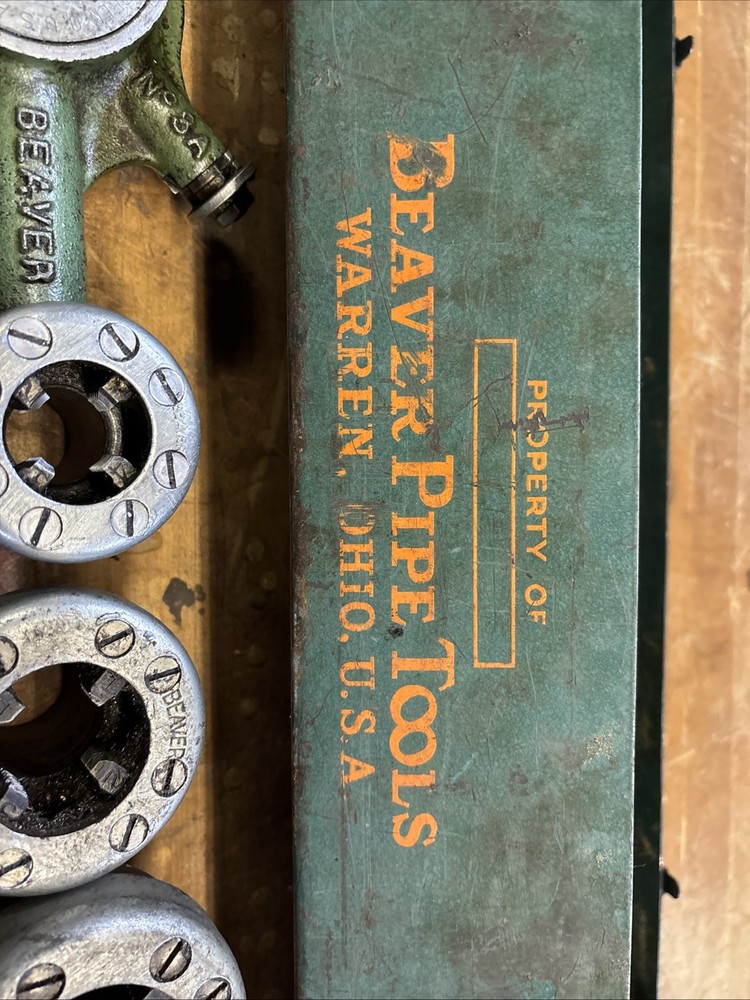 PROPERTY OF
BEAVER PIPE TOOLS
WARREN, OHIO, U.S.A
BEAVER
No 3A
BEAVER